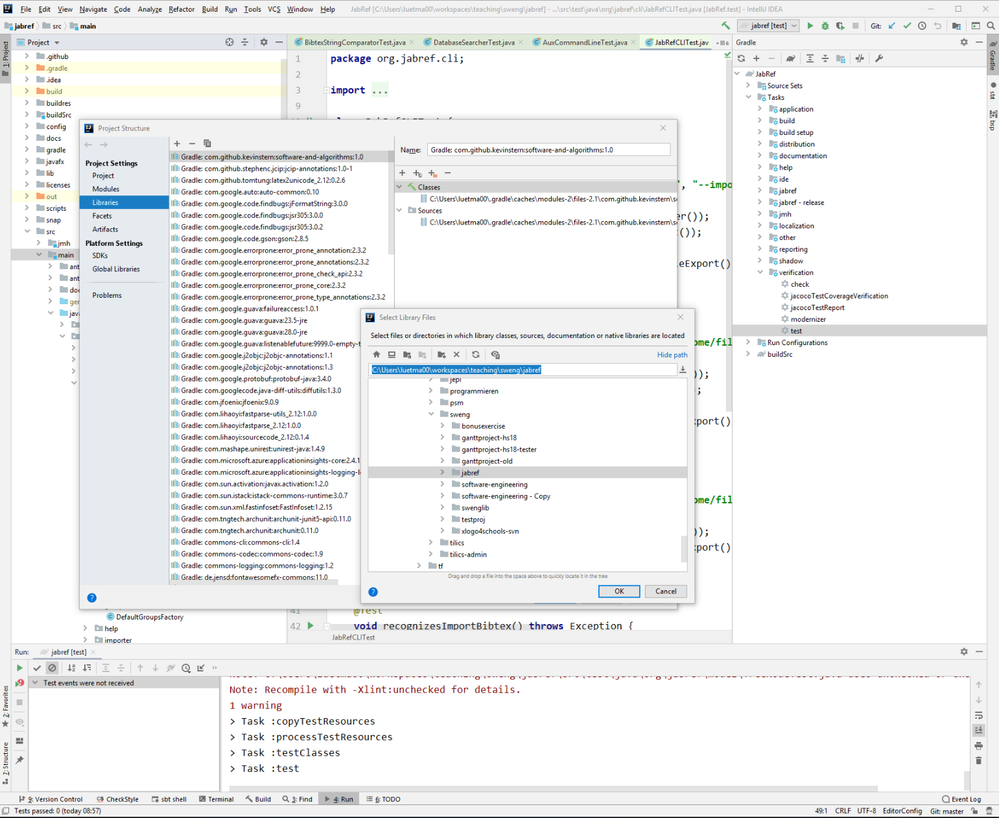 File Edit View Navigate Code Analyze Refactor Build Run Tools VCS Window Help JabRef [C:\Users\luetma00\workspaces\teaching\sweng\jabref] - ...\src\test\java\org\jabref\cli\JabRefCLITest.java [JabRef.test] - IntelliJ IDEA
jabref src main jabref [test] Git:
1: Project
2: Favorites
7: Structure
Project
.github
.gradle
.idea
build
buildres
buildSrc
config
docs
gradle
javafx
lib
licenses
out
scripts
snap
src
jmh
main
ant
ant
doc
ger
java
DefaultGroupsFactory
help
importer
BibtexStringComparatorTest.java DatabaseSearcherTest.java AuxCommandLineTest.java JabRefCLITest.jav
1 package org.jabref.cli;
2
3 import ...
9
", "--impo
er());
());
eExport()
ome/fil
));
;
xport()
ome/fil
));
port()
41 @Test
42 void recognizesImportBibtex() throws Exception {
JabRefCLITest
Project Structure
Project Settings
Project
Modules
Libraries
Facets
Artifacts
Platform Settings
SDKs
Global Libraries
Problems
Gradle: com.github.kevinstern:software-and-algorithms:1.0
Gradle: com.github.stephenc.jcip:jcip-annotations:1.0-1
Gradle: com.github.tomtung:latex2unicode_2.12:0.2.6
Gradle: com.google.auto:auto-common:0.10
Gradle: com.google.code.findbugs:jFormatString:3.0.0
Gradle: com.google.code.findbugs:jsr305:3.0.0
Gradle: com.google.code.findbugs:jsr305:3.0.2
Gradle: com.google.code.gson:gson:2.8.5
Gradle: com.google.errorprone:error_prone_annotation:2.3.2
Gradle: com.google.errorprone:error_prone_annotations:2.3.2
Gradle: com.google.errorprone:error_prone_check_api:2.3.2
Gradle: com.google.errorprone:error_prone_core:2.3.2
Gradle: com.google.errorprone:error_prone_type_annotations:2.3.2
Gradle: com.google.guava:failureaccess:1.0.1
Gradle: com.google.guava:guava:23.5-jre
Gradle: com.google.guava:guava:28.0-jre
Gradle: com.google.guava:listenablefuture:9999.0-empty-t
Gradle: com.google.j2objc:j2objc-annotations:1.1
Gradle: com.google.j2objc:j2objc-annotations:1.3
Gradle: com.google.protobuf:protobuf-java:3.4.0
Gradle: com.googlecode.java-diff-utils:diffutils:1.3.0
Gradle: com.jfoenix:jfoenix:9.0.9
Gradle: com.lihaoyi:fastparse-utils_2.12:1.0.0
Gradle: com.lihaoyi:fastparse_2.12:1.0.0
Gradle: com.lihaoyi:sourcecode_2.12:0.1.4
Gradle: com.mashape.unirest:unirest-java:1.4.9
Gradle: com.microsoft.azure:applicationinsights-core:2.4.1
Gradle: com.microsoft.azure:applicationinsights-logging-l
Gradle: com.sun.activation:javax.activation:1.2.0
Gradle: com.sun.istack:istack-commons-runtime:3.0.7
Gradle: com.sun.xml.fastinfoset:FastInfoset:1.2.15
Gradle: com.tngtech.archunit:archunit-junit5-api:0.11.0
Gradle: com.tngtech.archunit:archunit:0.11.0
Gradle: commons-cli:commons-cli:1.4
Gradle: commons-codec:commons-codec:1.9
Gradle: commons-logging:commons-logging:1.2
Gradle: de.jensd:fontawesomefx-commons:11.0
Name: Gradle: com.github.kevinstern:software-and-algorithms:1.0
Classes
C:\Users\luetma00\.gradle\caches\modules-2\files-2.1\com.github.kevinstern\s
Sources
C:\Users\luetma00\.gradle\caches\modules-2\files-2.1\com.github.kevinstern\s
Select Library Files
Select files or directories in which library classes, sources, documentation or native libraries are located
Hide path
C:\Users\luetma00\workspaces\teaching\sweng\jabref
jepi
programmieren
psm
sweng
bonusexercise
ganttproject-hs18
ganttproject-hs18-tester
ganttproject-old
jabref
software-engineering
software-engineering - Copy
swenglib
testproj
xlogo4schools-svn
tilics
tilics-admin
tf
Drag and drop a file into the space above to quickly locate it in the tree
OK Cancel
Gradle
JabRef
Source Sets
Tasks
application
build
build setup
distribution
documentation
help
ide
jabref
jabref - release
jmh
localization
other
reporting
shadow
verification
check
jacocoTestCoverageVerification
jacocoTestReport
modernizer
test
Run Configurations
buildSrc
Gradle
sbt
bsp
Run: jabref [test]
Test events were not received
Note: Recompile with -Xlint:unchecked for details.
1 warning
> Task :copyTestResources
> Task :processTestResources
> Task :testClasses
> Task :test
9: Version Control CheckStyle sbt shell Terminal Build 3: Find 4: Run 6: TODO Event Log
Tests passed: 0 (today 08:57) 49:1 CRLF UTF-8 EditorConfig Git: master